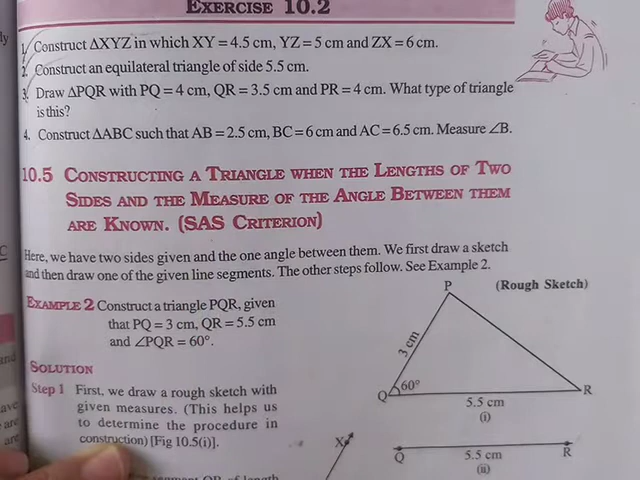 EXERCISE 10.2
1. Construct ΔXYZ in which XY = 4.5 cm, YZ = 5 cm and ZX = 6 cm.
2. Construct an equilateral triangle of side 5.5 cm.
3. Draw ΔPQR with PQ = 4 cm, QR = 3.5 cm and PR = 4 cm. What type of triangle
is this?
4. Construct ΔABC such that AB = 2.5 cm, BC = 6 cm and AC = 6.5 cm. Measure ∠B.
10.5 CONSTRUCTING A TRIANGLE WHEN THE LENGTHS OF TWO
SIDES AND THE MEASURE OF THE ANGLE BETWEEN THEM
ARE KNOWN. (SAS CRITERION)
Here, we have two sides given and the one angle between them. We first draw a sketch
and then draw one of the given line segments. The other steps follow. See Example 2.
EXAMPLE 2 Construct a triangle PQR, given
that PQ = 3 cm, QR = 5.5 cm
and ∠PQR = 60°.
SOLUTION
Step 1 First, we draw a rough sketch with
given measures. (This helps us
to determine the procedure in
construction) [Fig 10.5(i)].
P (Rough Sketch)
3 cm
60°
Q R
5.5 cm
(i)
X
Q 5.5 cm R
(ii)
QR of length
C
and
are
are